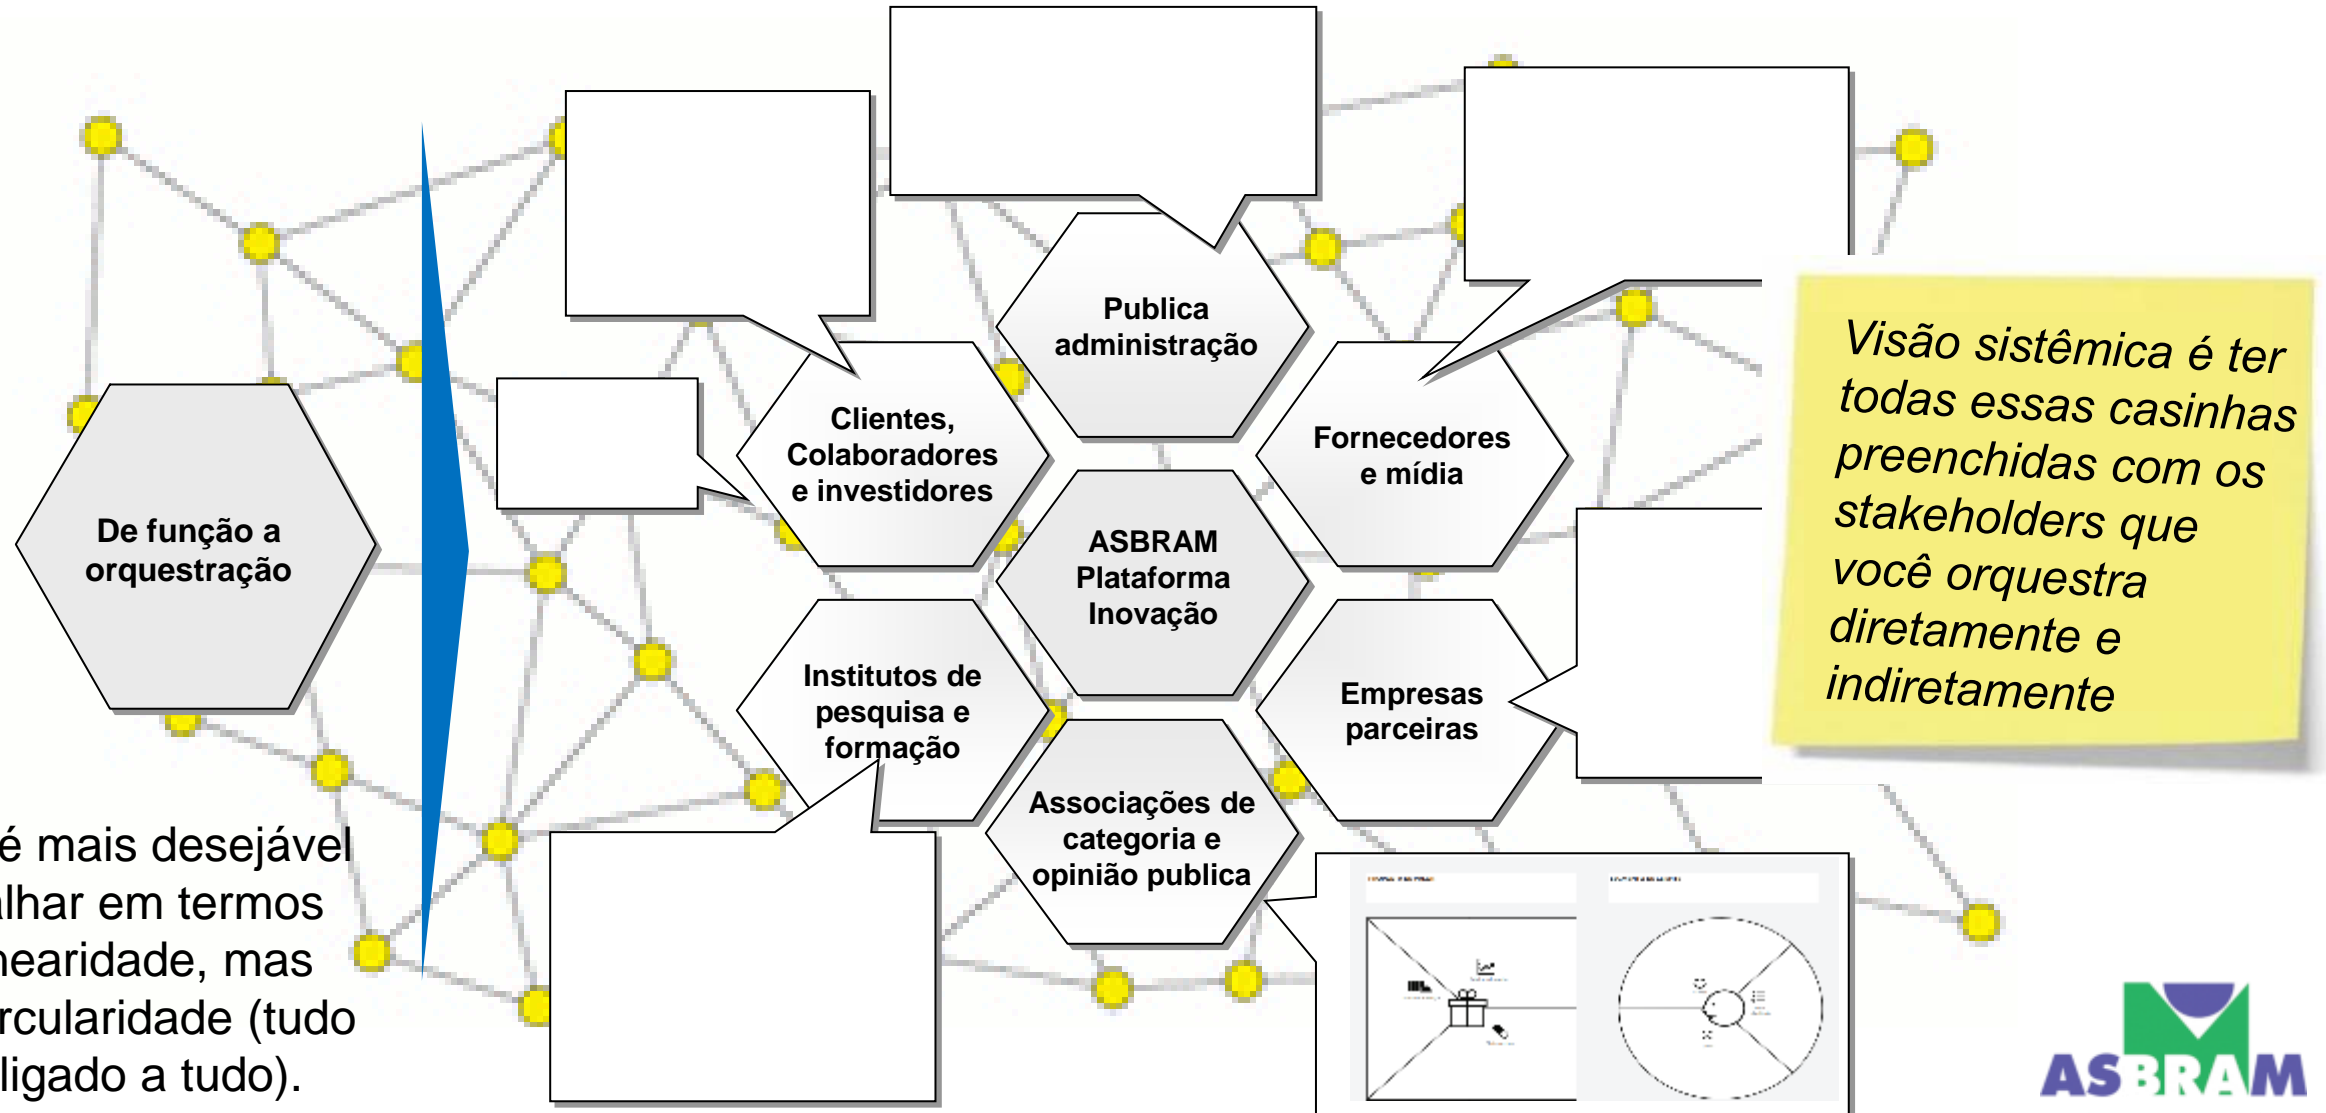 Publica
administração
Clientes,
Colaboradores
e investidores
Fornecedores
e mídia
De função a
orquestração
ASBRAM
Plataforma
Inovação
Institutos de
pesquisa e
formação
Empresas
parceiras
Associações de
categoria e
opinião publica
Visão sistêmica é ter
todas essas casinhas
preenchidas com os
stakeholders que
você orquestra
diretamente e
indiretamente
é mais desejável
alhar em termos
nearidade, mas
rcularidade (tudo
ligado a tudo).
ASBRAM